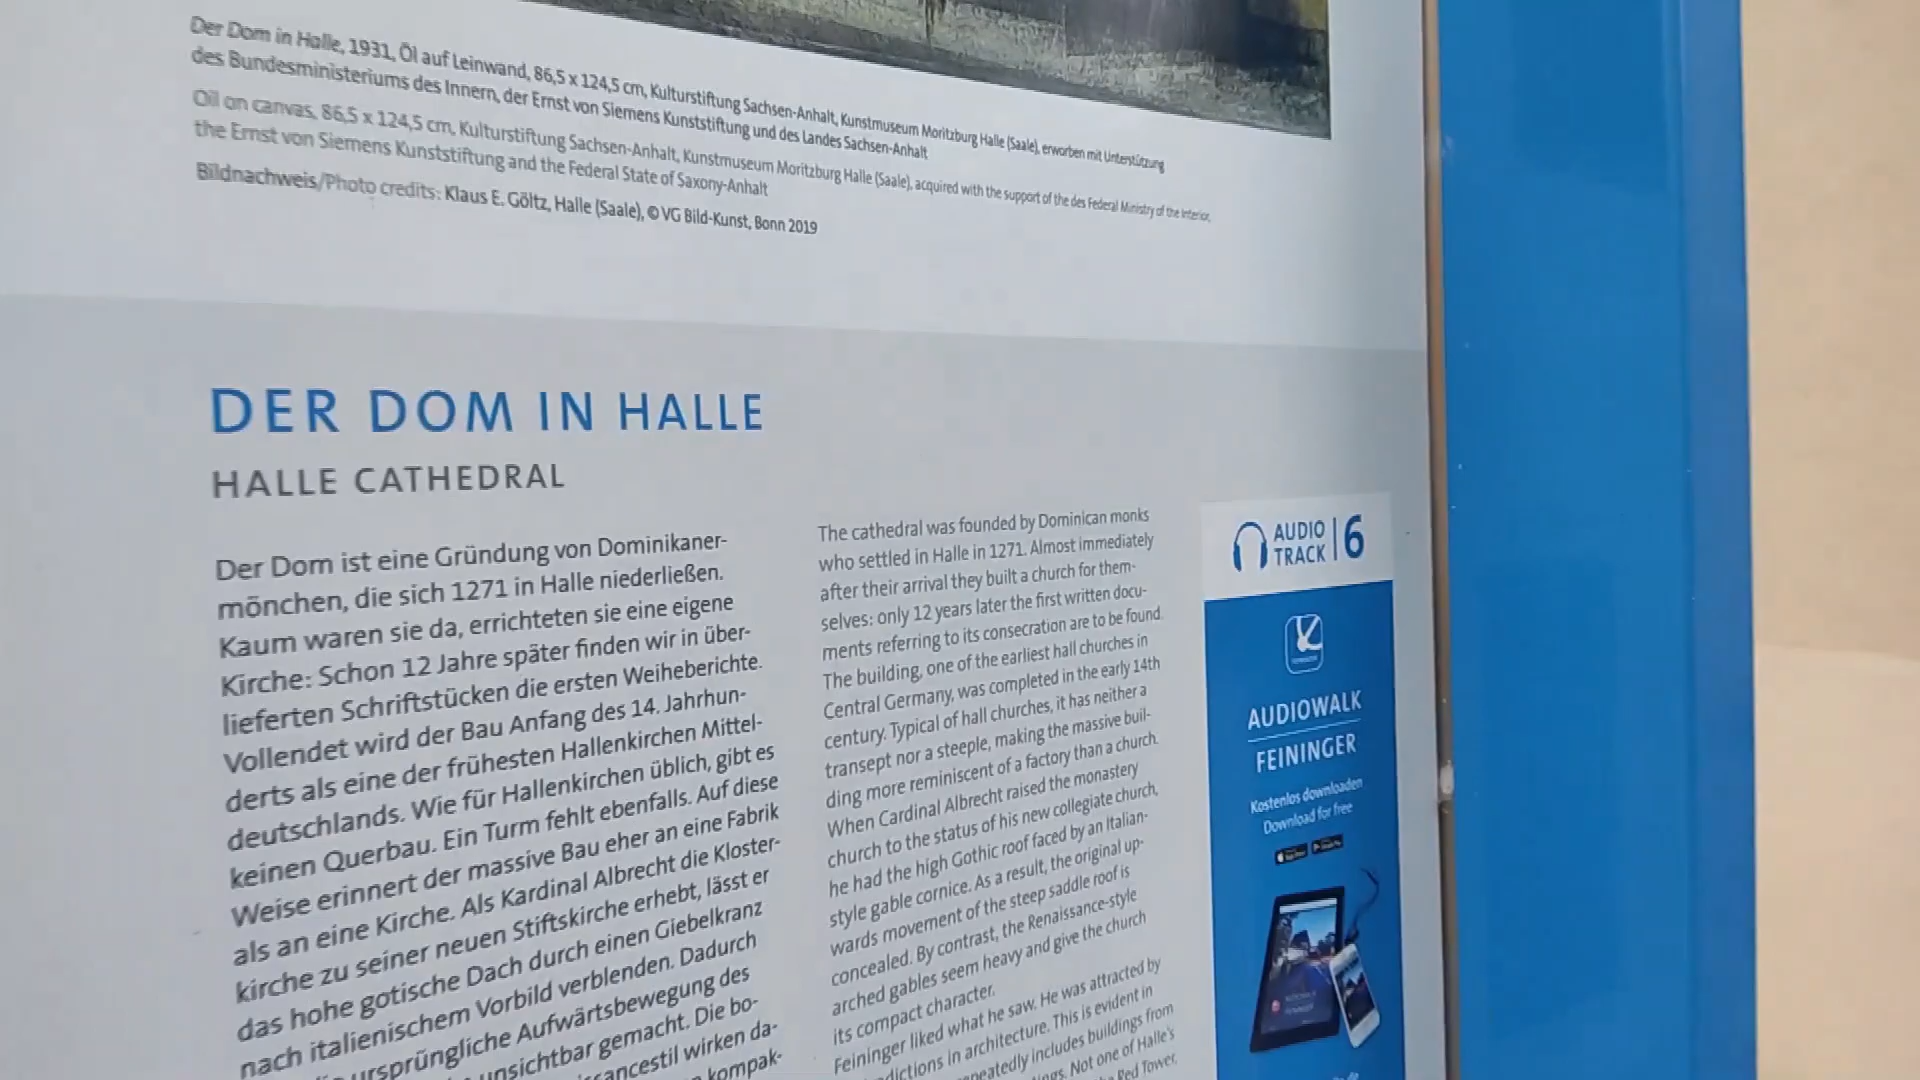 Der Dom in Halle, 1931, Öl auf Leinwand, 86,5 x 124,5 cm, Kulturstiftung Sachsen-Anhalt, Kunstmuseum Moritzburg Halle (Saale), erworben mit Unterstützung
des Bundesministeriums des Innern, der Ernst von Siemens Kunststiftung und des Landes Sachsen-Anhalt
Oil on canvas, 86,5 x 124,5 cm, Kulturstiftung Sachsen-Anhalt, Kunstmuseum Moritzburg Halle (Saale), acquired with the support of the des Federal Ministry of the Interior,
the Ernst von Siemens Kunststiftung and the Federal State of Saxony-Anhalt
Bildnachweis/Photo credits: Klaus E. Göltz, Halle (Saale), © VG Bild-Kunst, Bonn 2019
DER DOM IN HALLE
HALLE CATHEDRAL
Der Dom ist eine Gründung von Dominikaner-
mönchen, die sich 1271 in Halle niederließen.
Kaum waren sie da, errichteten sie eine eigene
Kirche: Schon 12 Jahre später finden wir in über-
lieferten Schriftstücken die ersten Weiheberichte.
Vollendet wird der Bau Anfang des 14. Jahrhun-
derts als eine der frühesten Hallenkirchen Mittel-
deutschlands. Wie für Hallenkirchen üblich, gibt es
keinen Querbau. Ein Turm fehlt ebenfalls. Auf diese
Weise erinnert der massive Bau eher an eine Fabrik
als an eine Kirche. Als Kardinal Albrecht die Kloster-
kirche zu seiner neuen Stiftskirche erhebt, lässt er
das hohe gotische Dach durch einen Giebelkranz
nach italienischem Vorbild verblenden. Dadurch
ursprüngliche Aufwärtsbewegung des
unsichtbar gemacht. Die bo-
wirken da-
kompak-
The cathedral was founded by Dominican monks
who settled in Halle in 1271. Almost immediately
after their arrival they built a church for them-
selves: only 12 years later the first written docu-
ments referring to its consecration are to be found.
The building, one of the earliest hall churches in
Central Germany, was completed in the early 14th
century. Typical of hall churches, it has neither a
transept nor a steeple, making the massive buil-
ding more reminiscent of a factory than a church.
When Cardinal Albrecht raised the monastery
church to the status of his new collegiate church,
he had the high Gothic roof faced by an Italian-
style gable cornice. As a result, the original up-
wards movement of the steep saddle roof is
concealed. By contrast, the Renaissance-style
arched gables seem heavy and give the church
its compact character.
Feininger liked what he saw. He was attracted by
in architecture. This is evident in
includes buildings from
Not one of Halle's
Red Tower,
AUDIO
TRACK | 6
AUDIOWALK
FEININGER
Kostenlos downloaden
Download for free